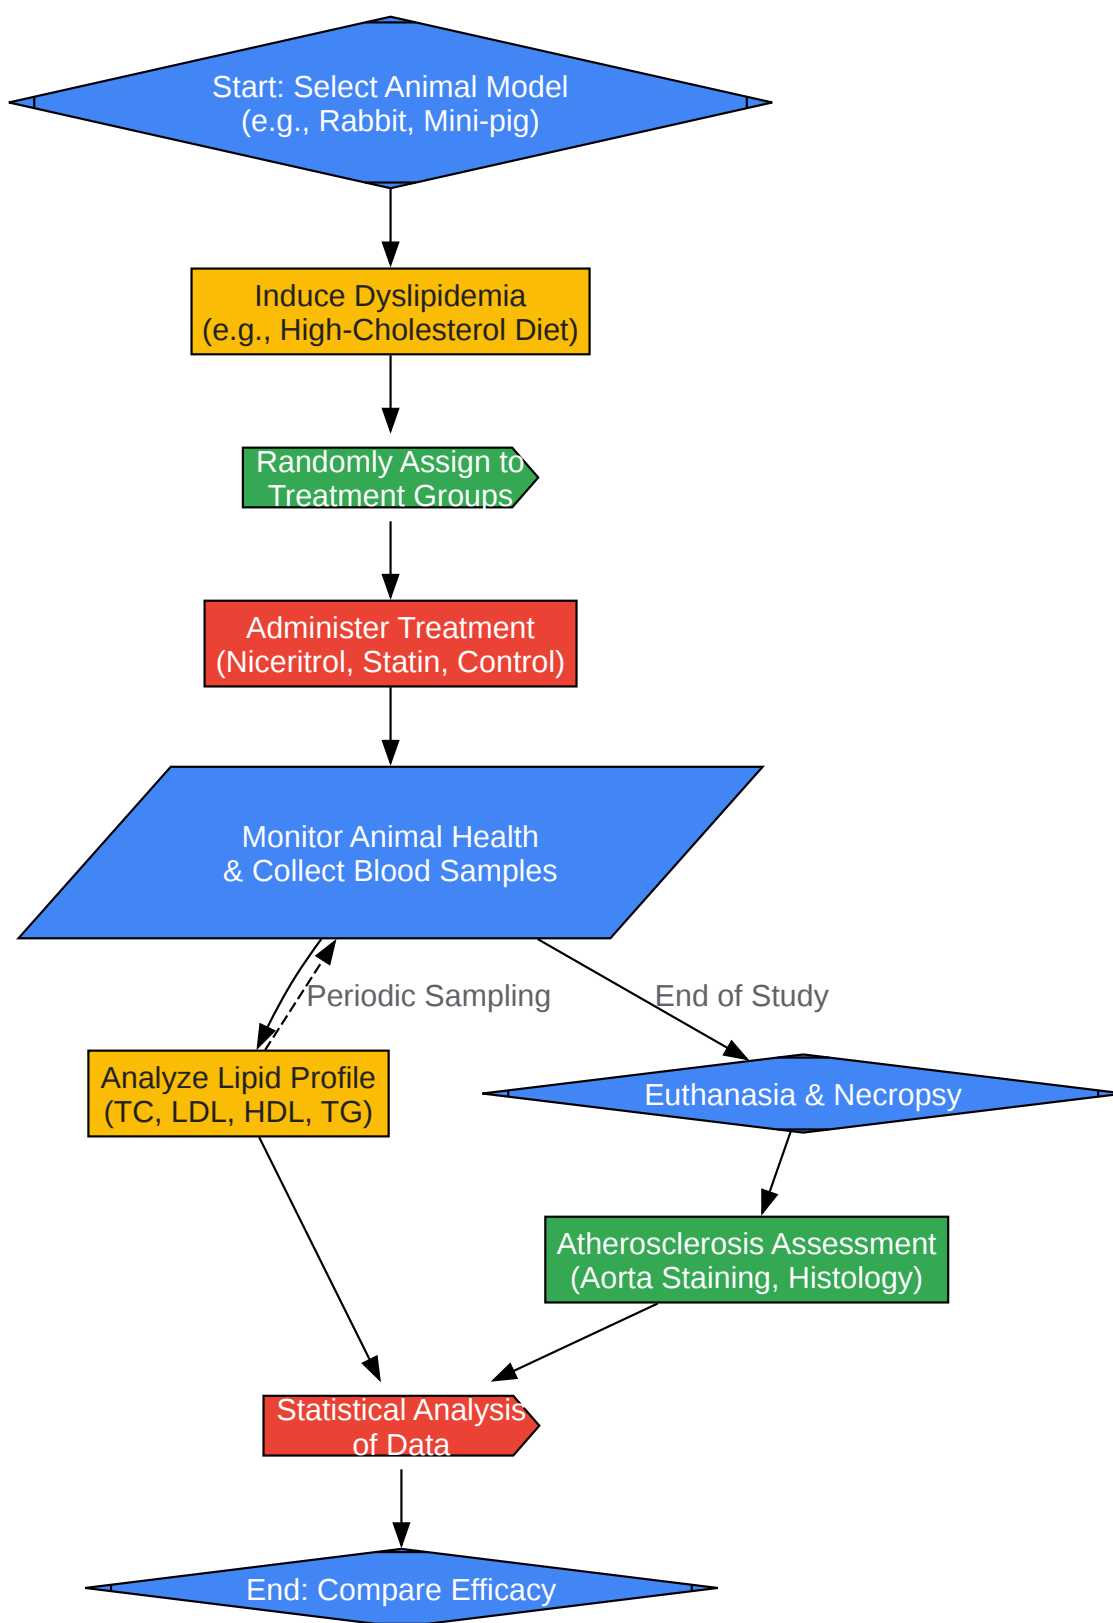 Start: Select Animal Model
(e.g., Rabbit, Mini-pig)
Induce Dyslipidemia
(e.g., High-Cholesterol Diet)
Randomly Assign to
Treatment Groups
Administer Treatment
(Niceritrol, Statin, Control)
Monitor Animal Health
& Collect Blood Samples
Periodic Sampling
End of Study
Analyze Lipid Profile
(TC, LDL, HDL, TG)
Euthanasia & Necropsy
Atherosclerosis Assessment
(Aorta Staining, Histology)
Statistical Analysis
of Data
End: Compare Efficacy